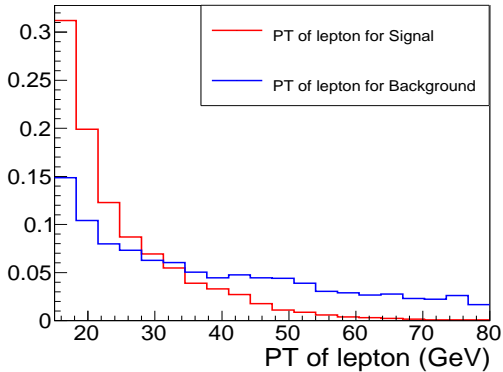 0.3
PT of lepton for Signal
0.25
PT of lepton for Background
0.2
0.15
0.1
0.05
0
20 30 40 50 60 70 80
PT of lepton (GeV)